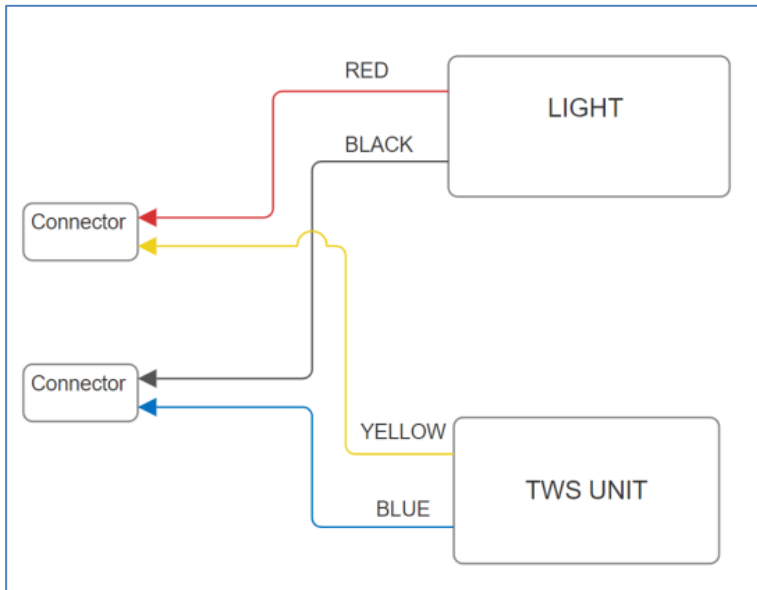 RED
LIGHT
BLACK
Connector
Connector
YELLOW
TWS UNIT
BLUE